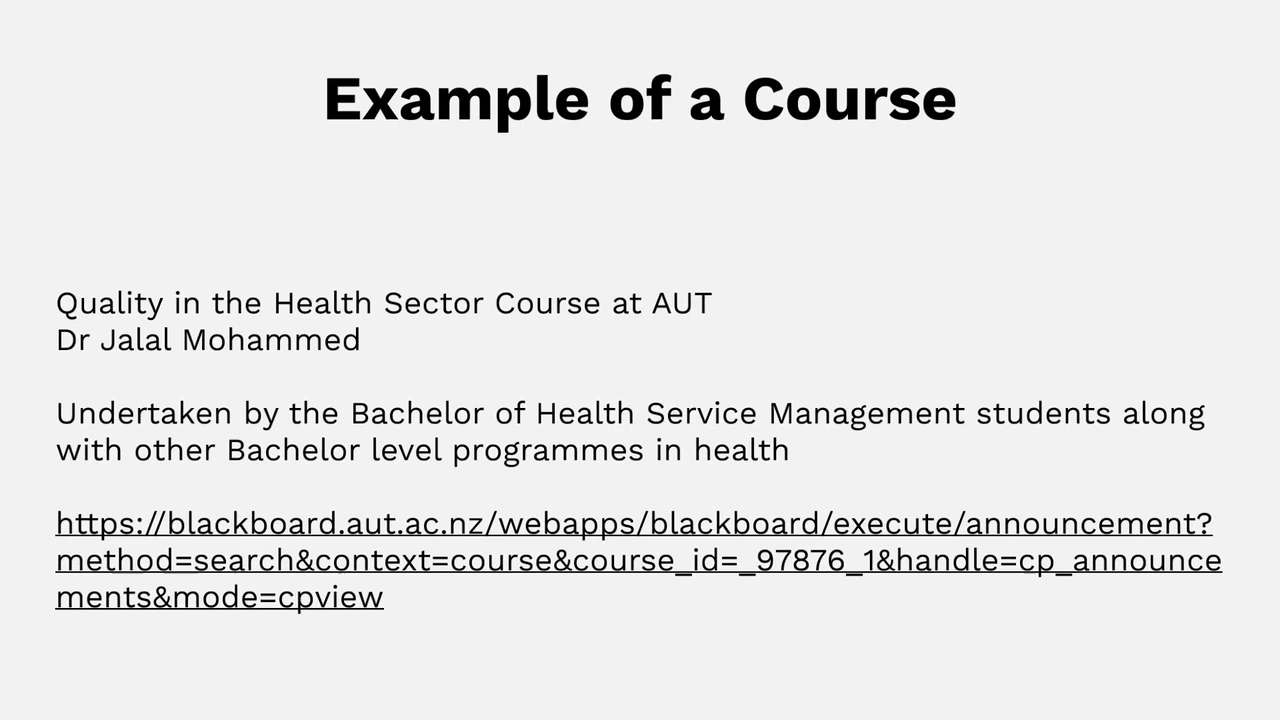 Example of a Course
Quality in the Health Sector Course at AUT
Dr Jalal Mohammed
Undertaken by the Bachelor of Health Service Management students along
with other Bachelor level programmes in health
https://blackboard.aut.ac.nz/webapps/blackboard/execute/announcement?
method=search&context=course&course_id=_97876_1&handle=cp_announce
ments&mode=cpview